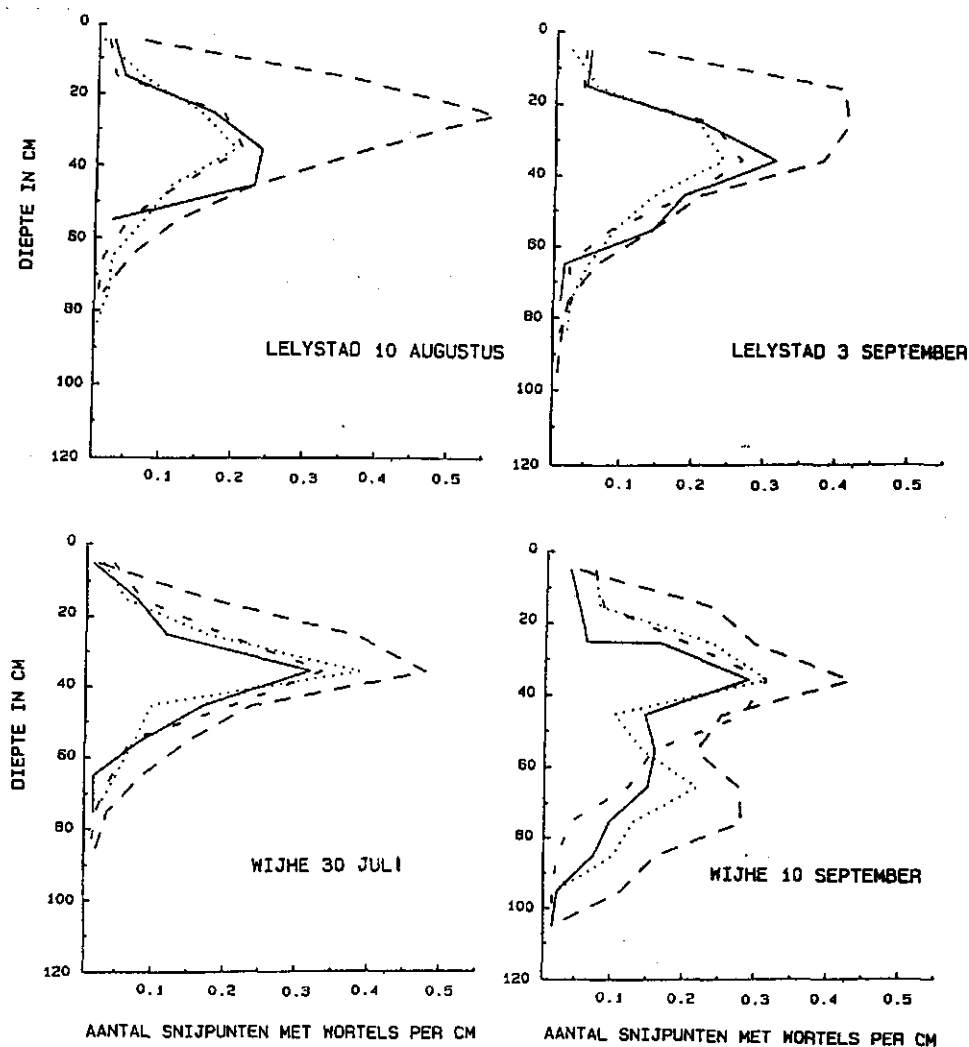 0
20
40
60
80
100
120
DIEPTE IN CM
0.1 0.2 0.3 0.4 0.5
LELYSTAD 10 AUGUSTUS
0
20
40
60
80
100
120
0.1 0.2 0.3 0.4 0.5
LELYSTAD 3 SEPTEMBER
0
20
40
60
80
100
120
DIEPTE IN CM
0.1 0.2 0.3 0.4 0.5
WIJHE 30 JULI
AANTAL SNIJPUNTEN MET WORTELS PER CM
0
20
40
60
80
100
120
0.1 0.2 0.3 0.4 0.5
WIJHE 10 SEPTEMBER
AANTAL SNIJPUNTEN MET WORTELS PER CM